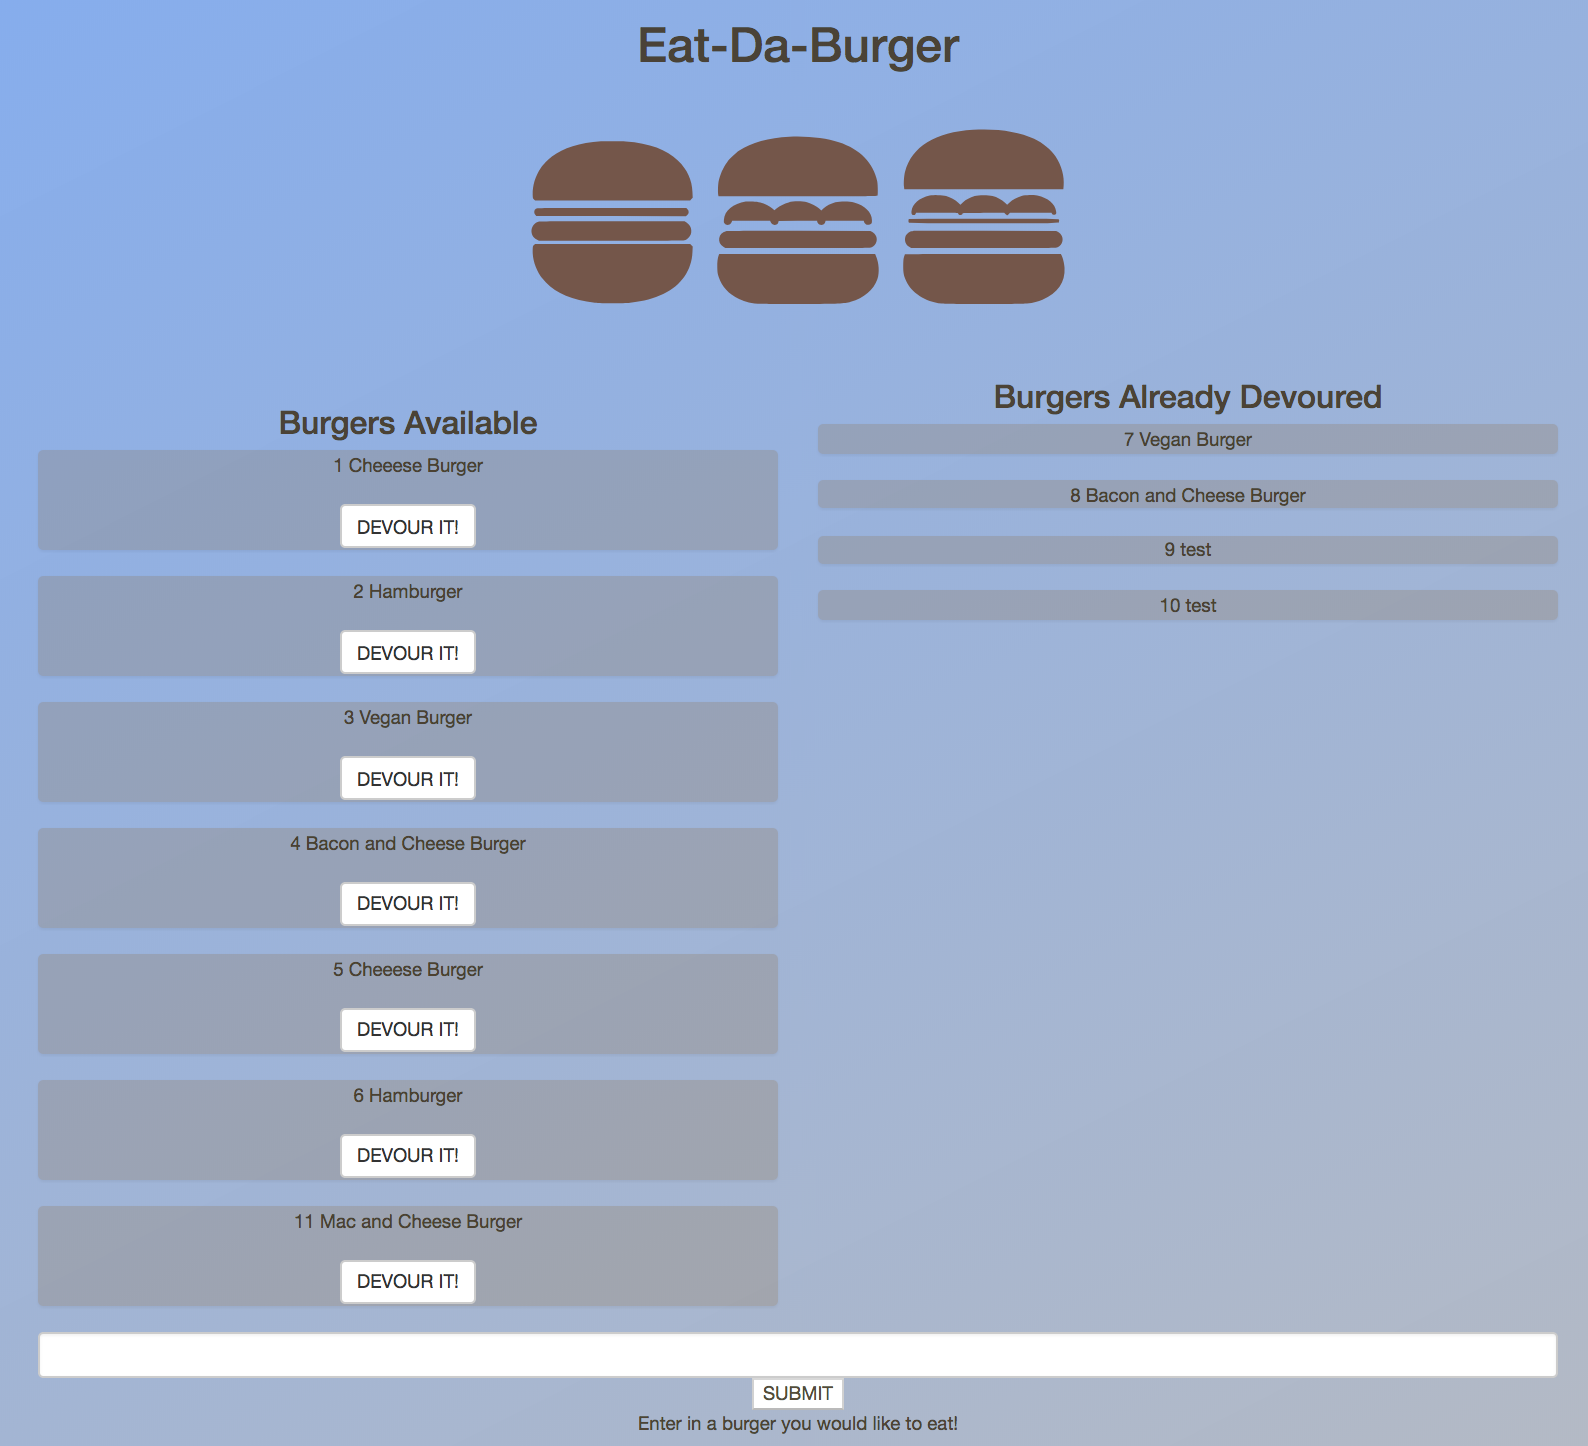 Eat-Da-Burger
Burgers Available
1 Cheeese Burger
DEVOUR IT!
2 Hamburger
DEVOUR IT!
3 Vegan Burger
DEVOUR IT!
4 Bacon and Cheese Burger
DEVOUR IT!
5 Cheeese Burger
DEVOUR IT!
6 Hamburger
DEVOUR IT!
11 Mac and Cheese Burger
DEVOUR IT!
Burgers Already Devoured
7 Vegan Burger
8 Bacon and Cheese Burger
9 test
10 test
SUBMIT
Enter in a burger you would like to eat!